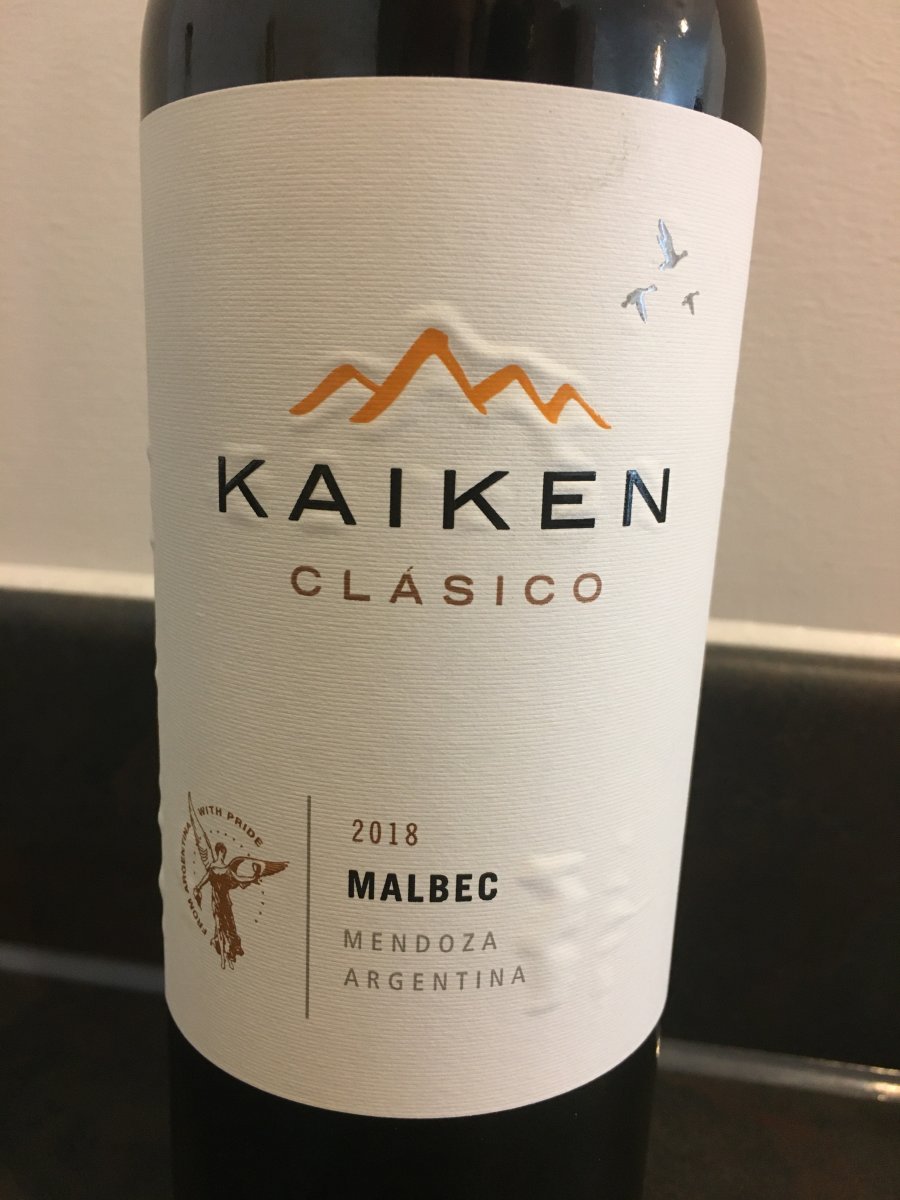 KAIKEN
CLÁSICO
FROM ARGENTINA WITH PRIDE
2018
MALBEC
MENDOZA
ARGENTINA